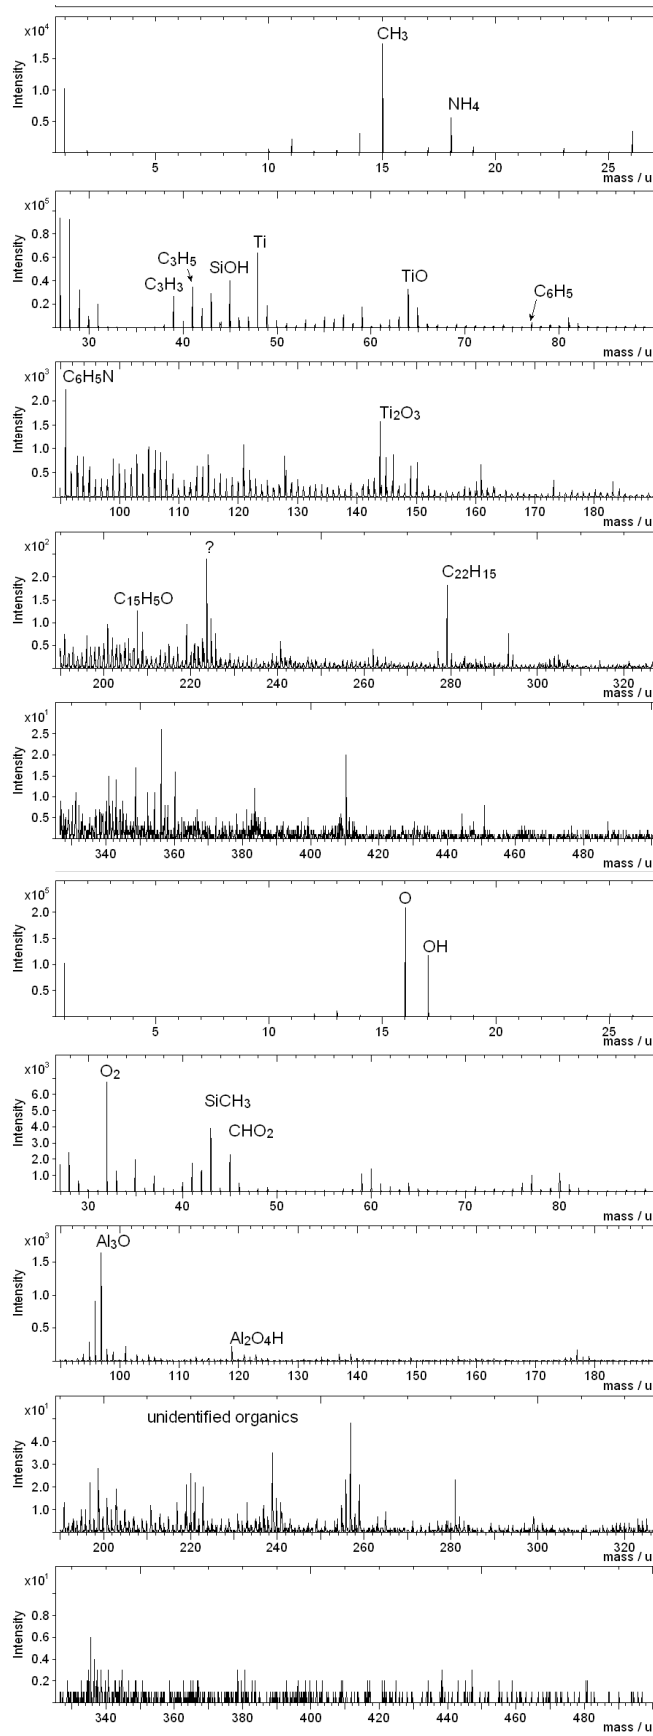 x10⁴
Intensity
1.5
1.0
0.5
CH₃
NH₄
5 10 15 20 25
mass / u
x10⁵
Intensity
0.8
0.6
0.4
0.2
C₃H₃
C₃H₅
SiOH
Ti
TiO
C₆H₅
30 40 50 60 70 80
mass / u
x10³
Intensity
2.0
1.5
1.0
0.5
C₆H₅N
Ti₂O₃
100 110 120 130 140 150 160 170 180
mass / u
x10²
Intensity
2.0
1.5
1.0
0.5
C₁₅H₅O
?
C₂₂H₁₅
200 220 240 260 280 300 320
mass / u
x10¹
Intensity
2.5
2.0
1.5
1.0
0.5
340 360 380 400 420 440 460 480
mass / u
x10⁵
Intensity
2.0
1.5
1.0
0.5
O
OH
5 10 15 20 25
mass / u
x10³
Intensity
6.0
5.0
4.0
3.0
2.0
1.0
O₂
SiCH₃
CHO₂
30 40 50 60 70 80
mass / u
x10³
Intensity
1.5
1.0
0.5
Al₃O
Al₂O₄H
100 110 120 130 140 150 160 170 180
mass / u
x10¹
Intensity
4.0
3.0
2.0
1.0
unidentified organics
200 220 240 260 280 300 320
mass / u
x10¹
Intensity
0.8
0.6
0.4
0.2
340 360 380 400 420 440 460 480
mass / u